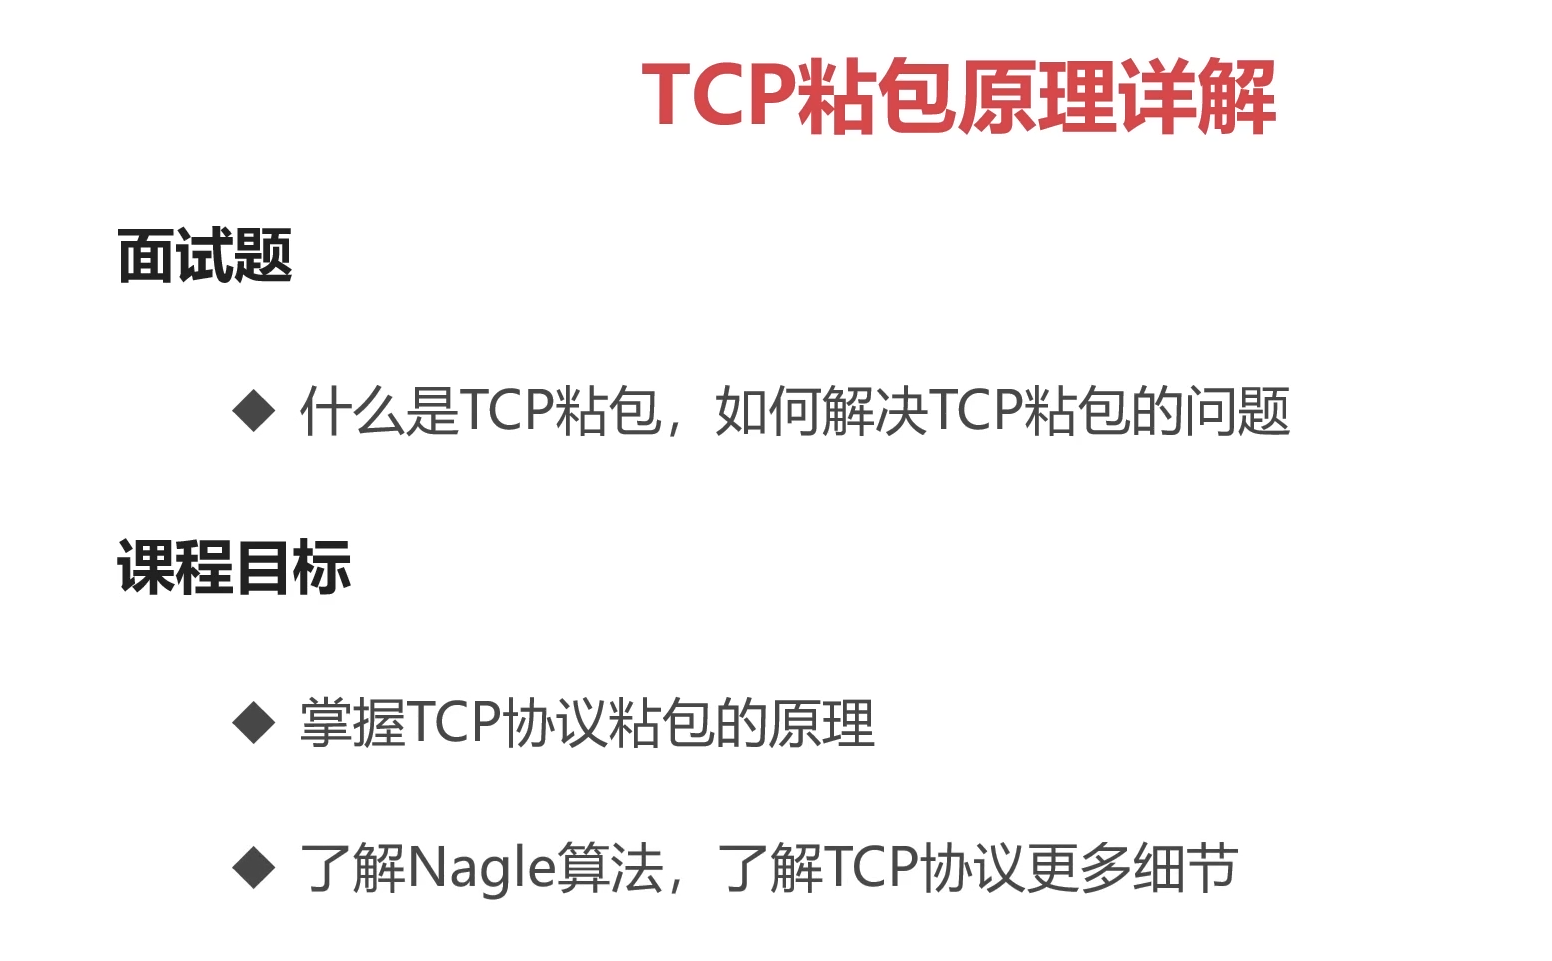 TCP粘包原理详解
面试题
◆ 什么是TCP粘包，如何解决TCP粘包的问题
课程目标
◆ 掌握TCP协议粘包的原理
◆ 了解Nagle算法，了解TCP协议更多细节